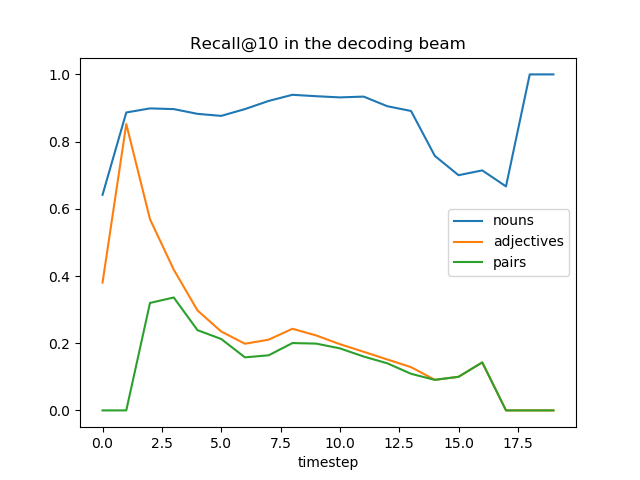 Recall@10 in the decoding beam
1.0
0.8
0.6
0.4
0.2
0.0
nouns
adjectives
pairs
0.0 2.5 5.0 7.5 10.0 12.5 15.0 17.5
timestep